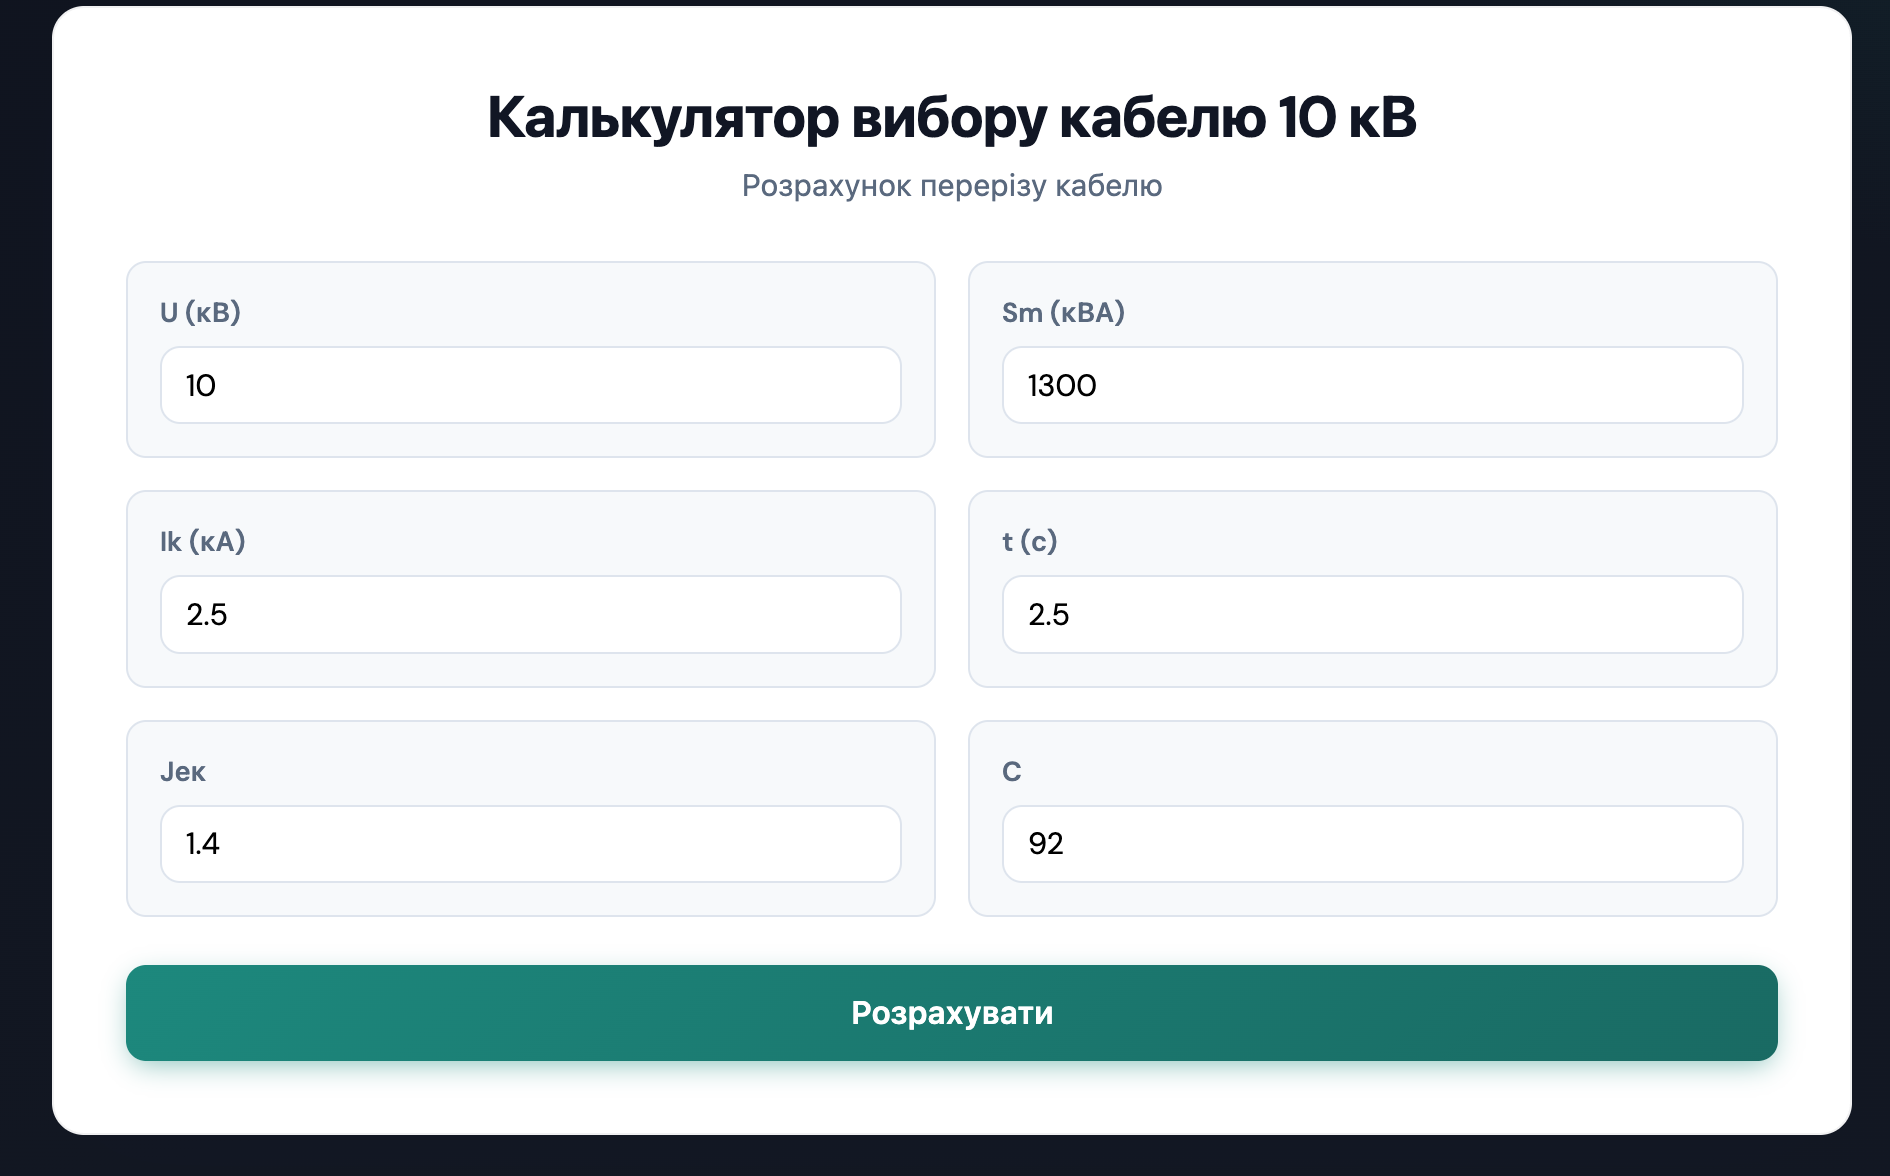 Калькулятор вибору кабелю 10 кВ
Розрахунок перерізу кабелю
U (кВ)
10
Sm (кВА)
1300
Ik (кА)
2.5
t (с)
2.5
Jек
1.4
C
92
Розрахувати